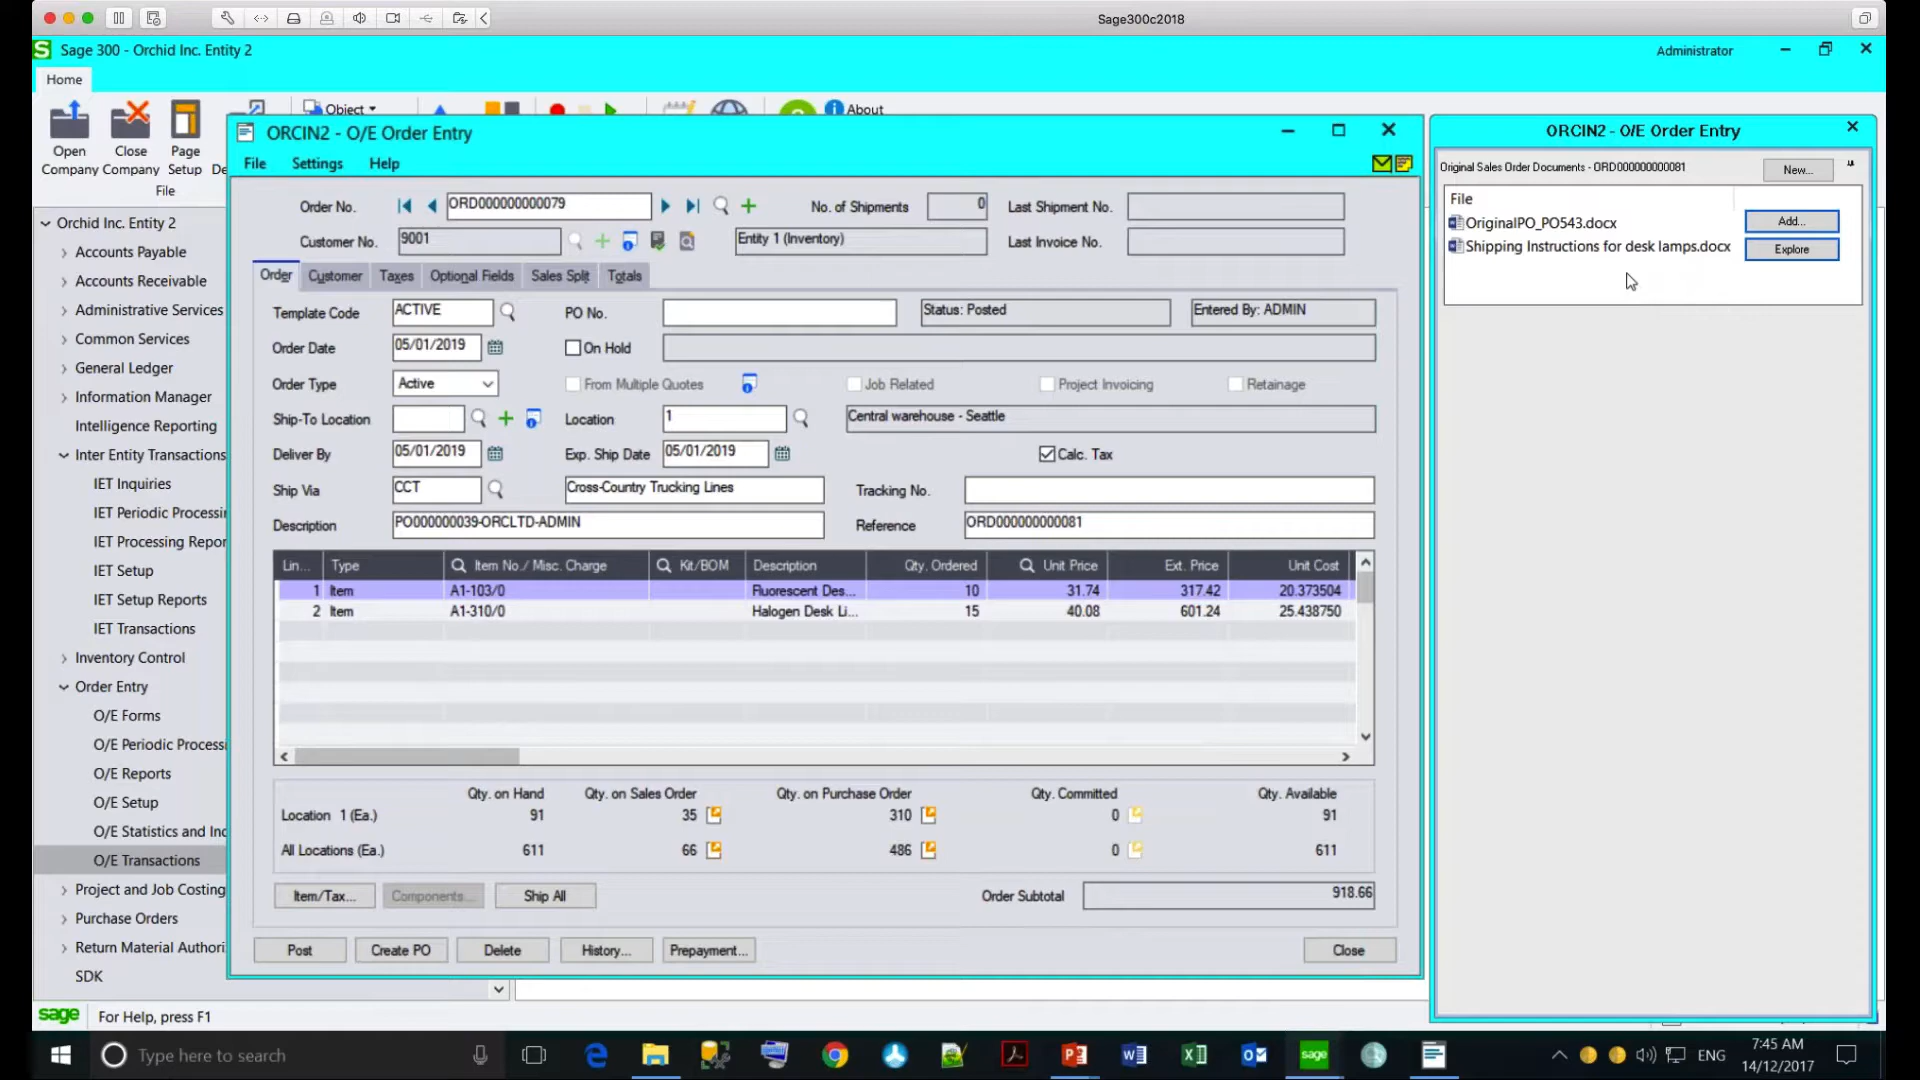 Sage300c2018
Sage 300 - Orchid Inc. Entity 2
Administrator
Home
Object
About
Open Company
Close Company
Page Setup
File
Orchid Inc. Entity 2
Accounts Payable
Accounts Receivable
Administrative Services
Common Services
General Ledger
Information Manager
Intelligence Reporting
Inter Entity Transactions
IET Inquiries
IET Periodic Processi
IET Processing Repor
IET Setup
IET Setup Reports
IET Transactions
Inventory Control
Order Entry
O/E Forms
O/E Periodic Processi
O/E Reports
O/E Setup
O/E Statistics and Inc
O/E Transactions
Project and Job Costing
Purchase Orders
Return Material Authori
SDK
ORCIN2 - O/E Order Entry
File Settings Help
Order No. ORD000000000079 No. of Shipments 0 Last Shipment No.
Customer No. 9001 Entity 1 (Inventory) Last Invoice No.
Order Customer Taxes Optional Fields Sales Split Totals
Template Code ACTIVE PO No. Status: Posted Entered By: ADMIN
Order Date 05/01/2019 On Hold
Order Type Active From Multiple Quotes Job Related Project Invoicing Retainage
Ship-To Location Location 1 Central warehouse - Seattle
Deliver By 05/01/2019 Exp. Ship Date 05/01/2019 Calc. Tax
Ship Via CCT Cross-Country Trucking Lines Tracking No.
Description PO000000039-ORCLTD-ADMIN Reference ORD000000000081
Lin... Type Item No./ Misc. Charge Kit/BOM Description Qty. Ordered Unit Price Ext. Price Unit Cost
1 Item A1-103/0 Fluorescent Des... 10 31.74 317.42 20.373504
2 Item A1-310/0 Halogen Desk Li... 15 40.08 601.24 25.438750
Qty. on Hand Qty. on Sales Order Qty. on Purchase Order Qty. Committed Qty. Available
Location 1 (Ea.) 91 35 310 0 91
All Locations (Ea.) 611 66 486 0 611
Item/Tax... Components... Ship All Order Subtotal 918.66
Post Create PO Delete History... Prepayment... Close
ORCIN2 - O/E Order Entry
Original Sales Order Documents - ORD000000000081 New...
File
OriginalPO_PO543.docx Add...
Shipping Instructions for desk lamps.docx Explore
sage For Help, press F1
Type here to search
sage
ENG
7:45 AM
14/12/2017